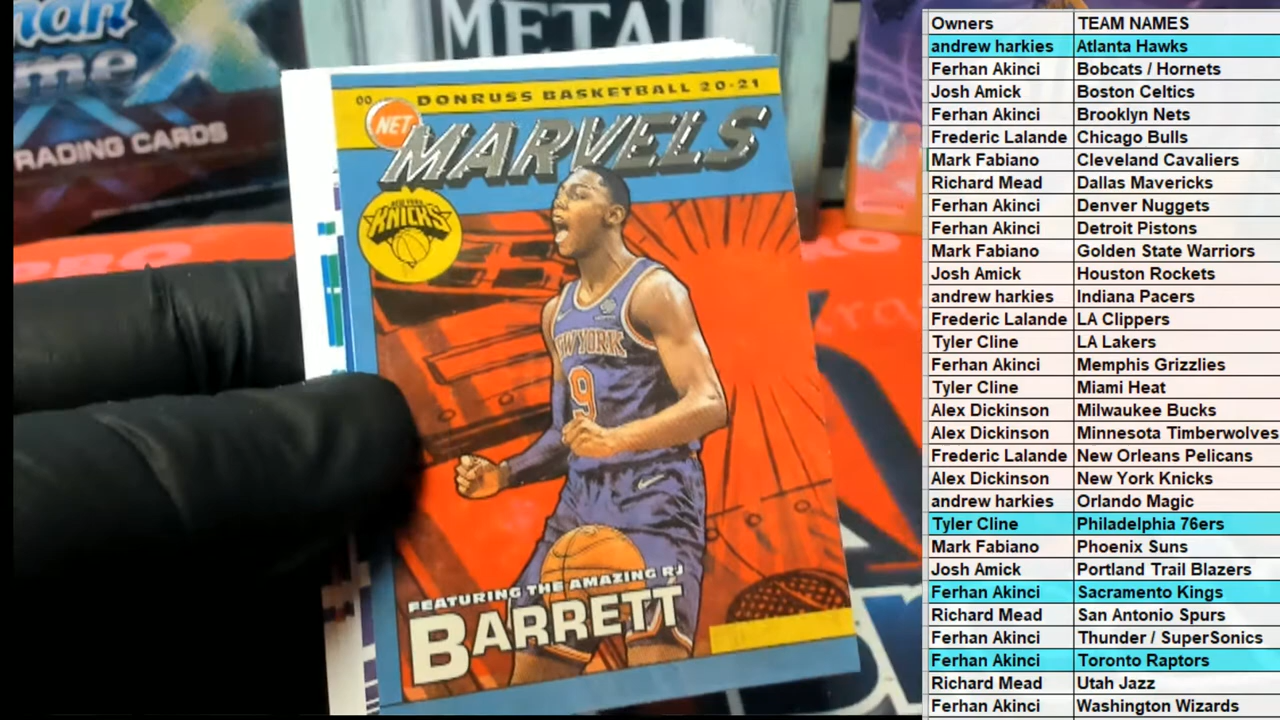 METAL
TRADING CARDS
DONRUSS BASKETBALL 20-21
NET
MARVELS
NEW YORK
KNICKS
NEW YORK
9
FEATURING THE AMAZING RJ
BARRETT
Owners TEAM NAMES
andrew harkies Atlanta Hawks
Ferhan Akinci Bobcats / Hornets
Josh Amick Boston Celtics
Ferhan Akinci Brooklyn Nets
Frederic Lalande Chicago Bulls
Mark Fabiano Cleveland Cavaliers
Richard Mead Dallas Mavericks
Ferhan Akinci Denver Nuggets
Ferhan Akinci Detroit Pistons
Mark Fabiano Golden State Warriors
Josh Amick Houston Rockets
andrew harkies Indiana Pacers
Frederic Lalande LA Clippers
Tyler Cline LA Lakers
Ferhan Akinci Memphis Grizzlies
Tyler Cline Miami Heat
Alex Dickinson Milwaukee Bucks
Alex Dickinson Minnesota Timberwolves
Frederic Lalande New Orleans Pelicans
Alex Dickinson New York Knicks
andrew harkies Orlando Magic
Tyler Cline Philadelphia 76ers
Mark Fabiano Phoenix Suns
Josh Amick Portland Trail Blazers
Ferhan Akinci Sacramento Kings
Richard Mead San Antonio Spurs
Ferhan Akinci Thunder / SuperSonics
Ferhan Akinci Toronto Raptors
Richard Mead Utah Jazz
Ferhan Akinci Washington Wizards